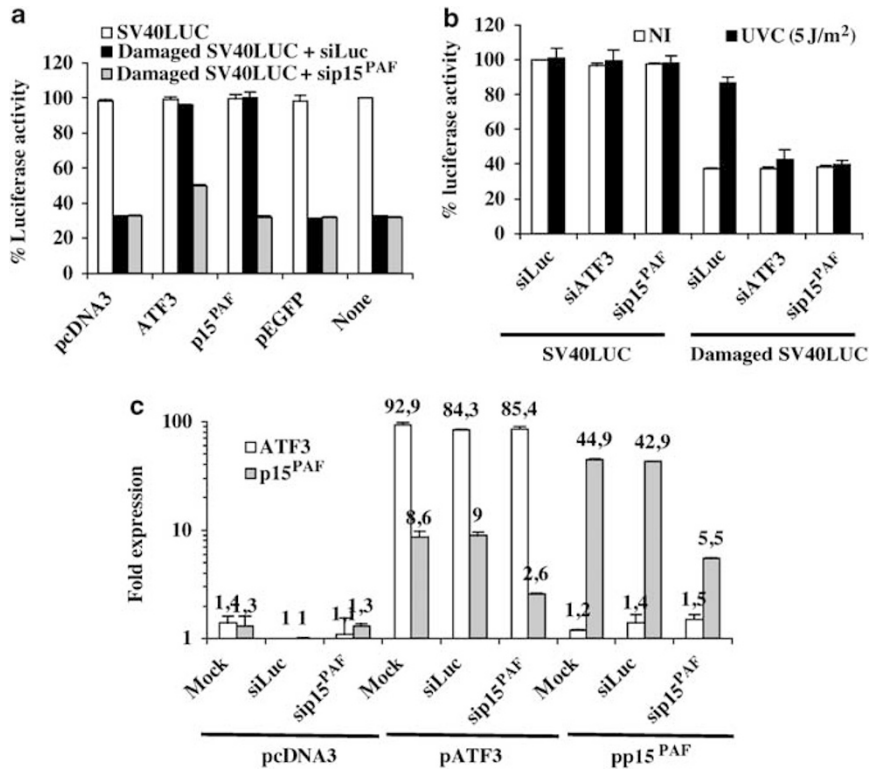 a
SV40LUC
Damaged SV40LUC + siLuc
Damaged SV40LUC + sip15PAF
% Luciferase activity
120
100
80
60
40
20
0
pcDNA3
ATF3
p15PAF
pEGFP
None
b
NI
UVC (5 J/m²)
% luciferase activity
120
100
80
60
40
20
0
siLuc
siATF3
sip15PAF
siLuc
siATF3
sip15PAF
SV40LUC
Damaged SV40LUC
c
ATF3
p15PAF
Fold expression
100
10
1
1,4
1,3
1
1
1,1
1,3
92,9
8,6
84,3
9
85,4
2,6
1,2
44,9
1,4
42,9
1,5
5,5
Mock
siLuc
sip15PAF
Mock
siLuc
sip15PAF
Mock
siLuc
sip15PAF
pcDNA3
pATF3
pp15PAF